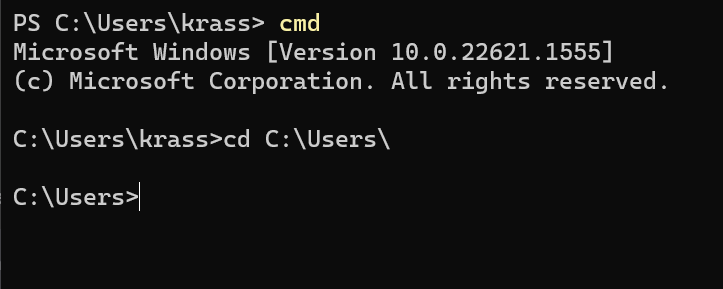 PS C:\Users\krass> cmd
Microsoft Windows [Version 10.0.22621.1555]
(c) Microsoft Corporation. All rights reserved.
C:\Users\krass>cd C:\Users\
C:\Users>